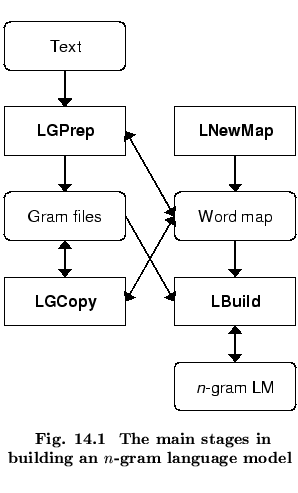 Text
LGPrep
LNewMap
Gram files
Word map
LGCopy
LBuild
n-gram LM
Fig. 14.1 The main stages in
building an n-gram language model